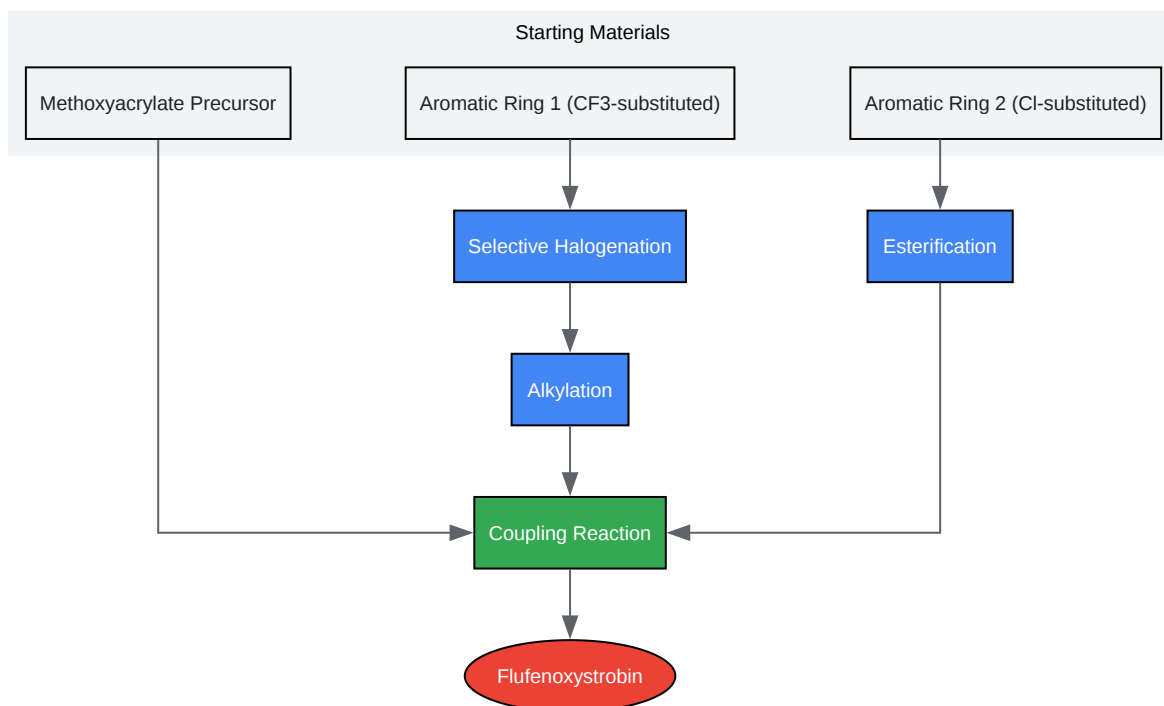 Starting Materials
Methoxyacrylate Precursor
Aromatic Ring 1 (CF3-substituted)
Aromatic Ring 2 (Cl-substituted)
Selective Halogenation
Esterification
Alkylation
Coupling Reaction
Flufenoxystrobin